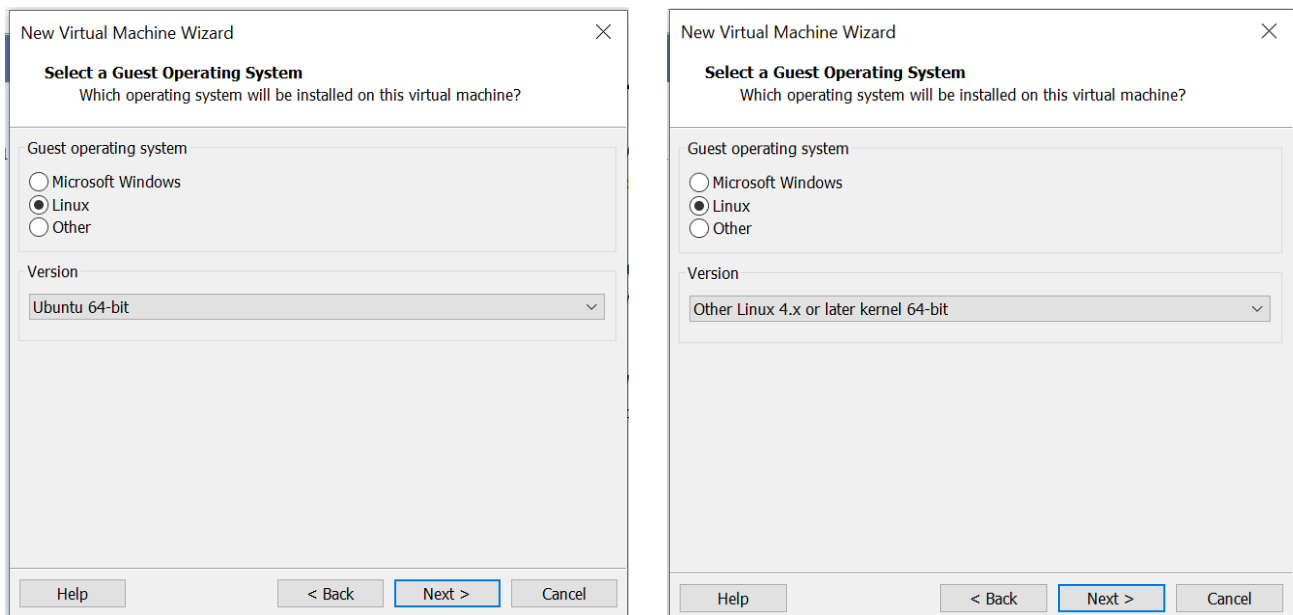 New Virtual Machine Wizard
Select a Guest Operating System
Which operating system will be installed on this virtual machine?
Guest operating system
Microsoft Windows
Linux
Other
Version
Ubuntu 64-bit
Help
< Back
Next >
Cancel
New Virtual Machine Wizard
Select a Guest Operating System
Which operating system will be installed on this virtual machine?
Guest operating system
Microsoft Windows
Linux
Other
Version
Other Linux 4.x or later kernel 64-bit
Help
< Back
Next >
Cancel